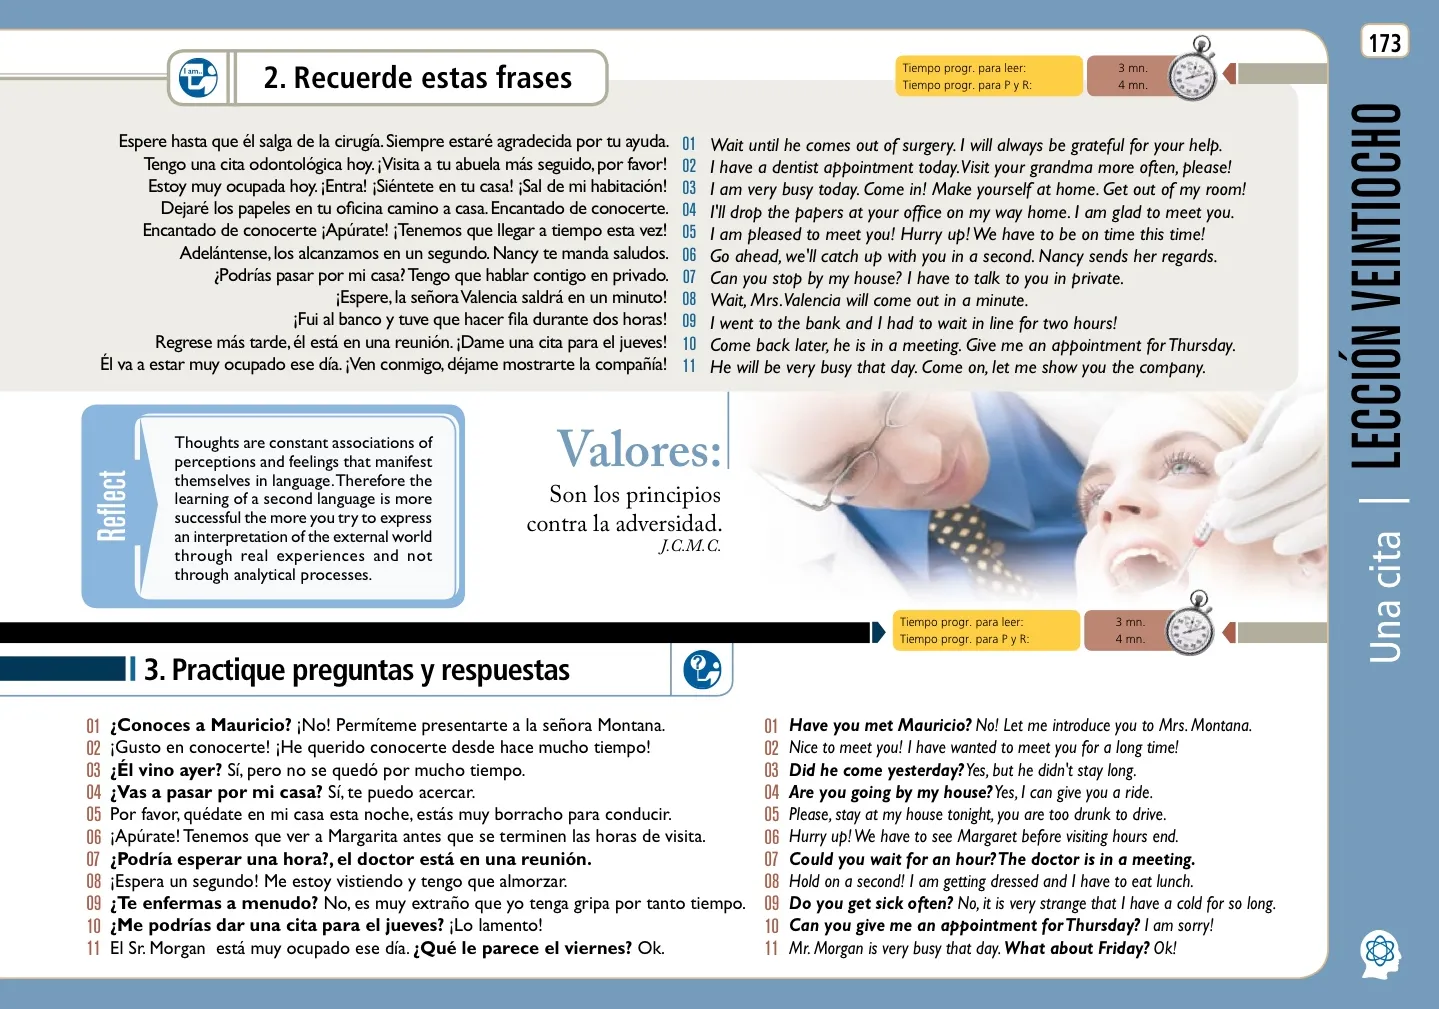 173
I am...
2. Recuerde estas frases
Tiempo progr. para leer: 3 mn.
Tiempo progr. para P y R: 4 mn.
Espere hasta que él salga de la cirugía. Siempre estaré agradecida por tu ayuda. 01 Wait until he comes out of surgery. I will always be grateful for your help.
Tengo una cita odontológica hoy. ¡Visita a tu abuela más seguido, por favor! 02 I have a dentist appointment today. Visit your grandma more often, please!
Estoy muy ocupada hoy. ¡Entra! ¡Siéntete en tu casa! ¡Sal de mi habitación! 03 I am very busy today. Come in! Make yourself at home. Get out of my room!
Dejaré los papeles en tu oficina camino a casa. Encantado de conocerte. 04 I'll drop the papers at your office on my way home. I am glad to meet you.
Encantado de conocerte ¡Apúrate! ¡Tenemos que llegar a tiempo esta vez! 05 I am pleased to meet you! Hurry up! We have to be on time this time!
Adelántense, los alcanzamos en un segundo. Nancy te manda saludos. 06 Go ahead, we'll catch up with you in a second. Nancy sends her regards.
¿Podrías pasar por mi casa? Tengo que hablar contigo en privado. 07 Can you stop by my house? I have to talk to you in private.
¡Espere, la señora Valencia saldrá en un minuto! 08 Wait, Mrs. Valencia will come out in a minute.
¡Fui al banco y tuve que hacer fila durante dos horas! 09 I went to the bank and I had to wait in line for two hours!
Regrese más tarde, él está en una reunión. ¡Dame una cita para el jueves! 10 Come back later, he is in a meeting. Give me an appointment for Thursday.
Él va a estar muy ocupado ese día. ¡Ven conmigo, déjame mostrarte la compañía! 11 He will be very busy that day. Come on, let me show you the company.
Reflect
Thoughts are constant associations of
perceptions and feelings that manifest
themselves in language. Therefore the
learning of a second language is more
successful the more you try to express
an interpretation of the external world
through real experiences and not
through analytical processes.
Valores:
Son los principios
contra la adversidad.
J.C.M.C.
Tiempo progr. para leer: 3 mn.
Tiempo progr. para P y R: 4 mn.
3. Practique preguntas y respuestas
?
01 ¿Conoces a Mauricio? ¡No! Permíteme presentarte a la señora Montana.
02 ¡Gusto en conocerte! ¡He querido conocerte desde hace mucho tiempo!
03 ¿Él vino ayer? Sí, pero no se quedó por mucho tiempo.
04 ¿Vas a pasar por mi casa? Sí, te puedo acercar.
05 Por favor, quédate en mi casa esta noche, estás muy borracho para conducir.
06 ¡Apúrate! Tenemos que ver a Margarita antes que se terminen las horas de visita.
07 ¿Podría esperar una hora?, el doctor está en una reunión.
08 ¡Espera un segundo! Me estoy vistiendo y tengo que almorzar.
09 ¿Te enfermas a menudo? No, es muy extraño que yo tenga gripa por tanto tiempo.
10 ¿Me podrías dar una cita para el jueves? ¡Lo lamento!
11 El Sr. Morgan está muy ocupado ese día. ¿Qué le parece el viernes? Ok.
01 Have you met Mauricio? No! Let me introduce you to Mrs. Montana.
02 Nice to meet you! I have wanted to meet you for a long time!
03 Did he come yesterday? Yes, but he didn't stay long.
04 Are you going by my house? Yes, I can give you a ride.
05 Please, stay at my house tonight, you are too drunk to drive.
06 Hurry up! We have to see Margaret before visiting hours end.
07 Could you wait for an hour? The doctor is in a meeting.
08 Hold on a second! I am getting dressed and I have to eat lunch.
09 Do you get sick often? No, it is very strange that I have a cold for so long.
10 Can you give me an appointment for Thursday? I am sorry!
11 Mr. Morgan is very busy that day. What about Friday? Ok!
Una cita | LECCIÓN VEINTIOCHO